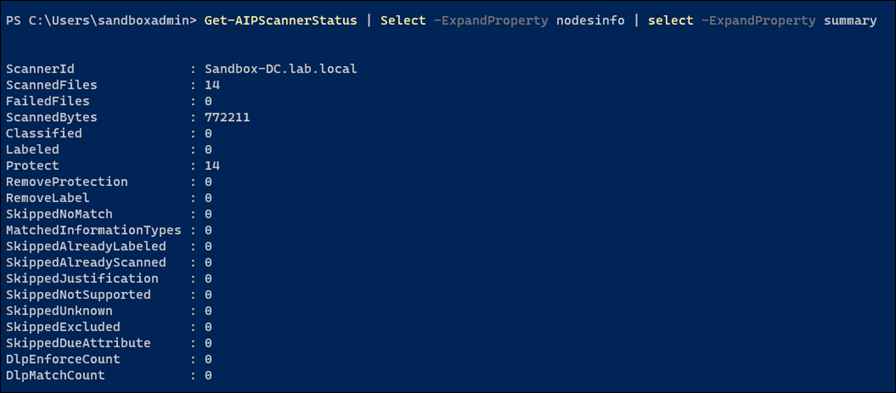 PS C:\Users\sandboxadmin> Get-AIPScannerStatus | Select -ExpandProperty nodesinfo | select -ExpandProperty summary
ScannerId : Sandbox-DC.lab.local
ScannedFiles : 14
FailedFiles : 0
ScannedBytes : 772211
Classified : 0
Labeled : 0
Protect : 14
RemoveProtection : 0
RemoveLabel : 0
SkippedNoMatch : 0
MatchedInformationTypes : 0
SkippedAlreadyLabeled : 0
SkippedAlreadyScanned : 0
SkippedJustification : 0
SkippedNotSupported : 0
SkippedUnknown : 0
SkippedExcluded : 0
SkippedDueAttribute : 0
DlpEnforceCount : 0
DlpMatchCount : 0